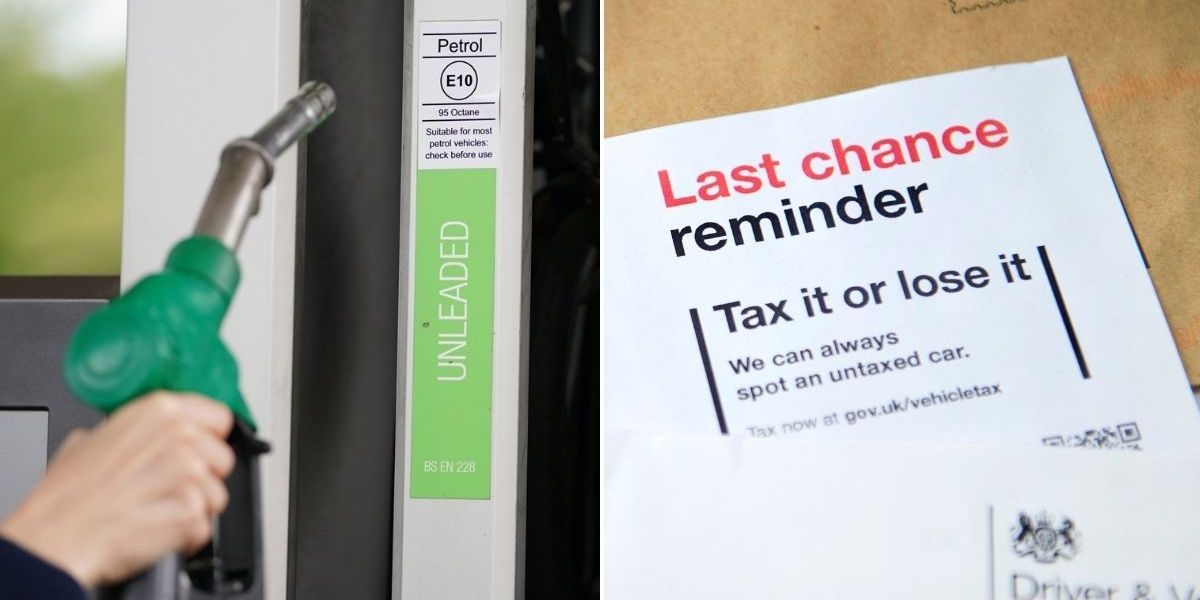 Petrol
E10
95 Octane
Suitable for most
petrol vehicles:
check before use
UNLEADED
BS EN 228
Last chance
reminder
Tax it or lose it
We can always
spot an untaxed car.
Tax now at gov.uk/vehicletax
Driver & V